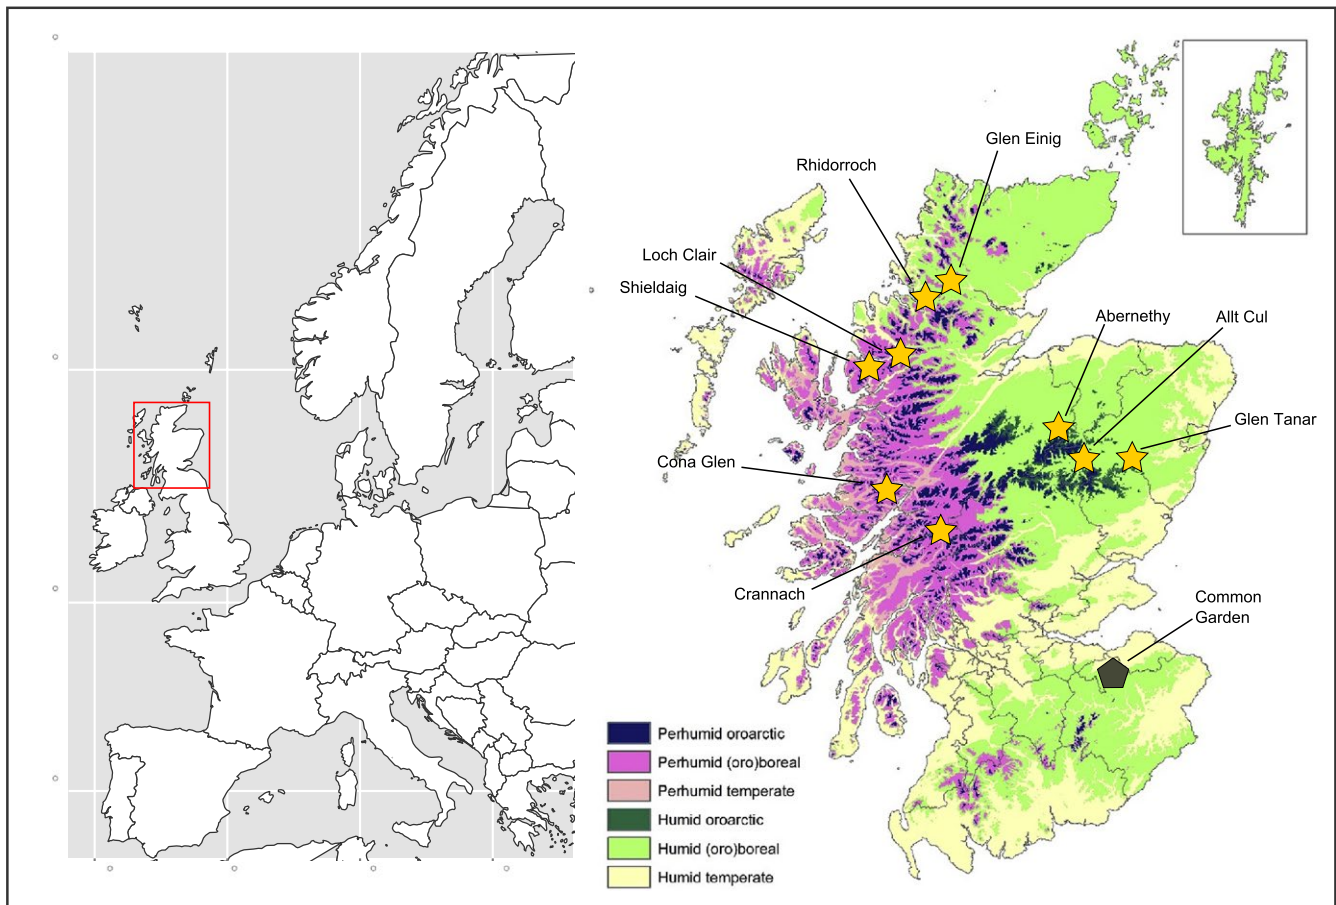 Glen Einig
Rhidorroch
Loch Clair
Shieldaig
Abernethy
Allt Cul
Glen Tanar
Cona Glen
Crannach
Common
Garden
Perhumid oroarctic
Perhumid (oro)boreal
Perhumid temperate
Humid oroarctic
Humid (oro)boreal
Humid temperate